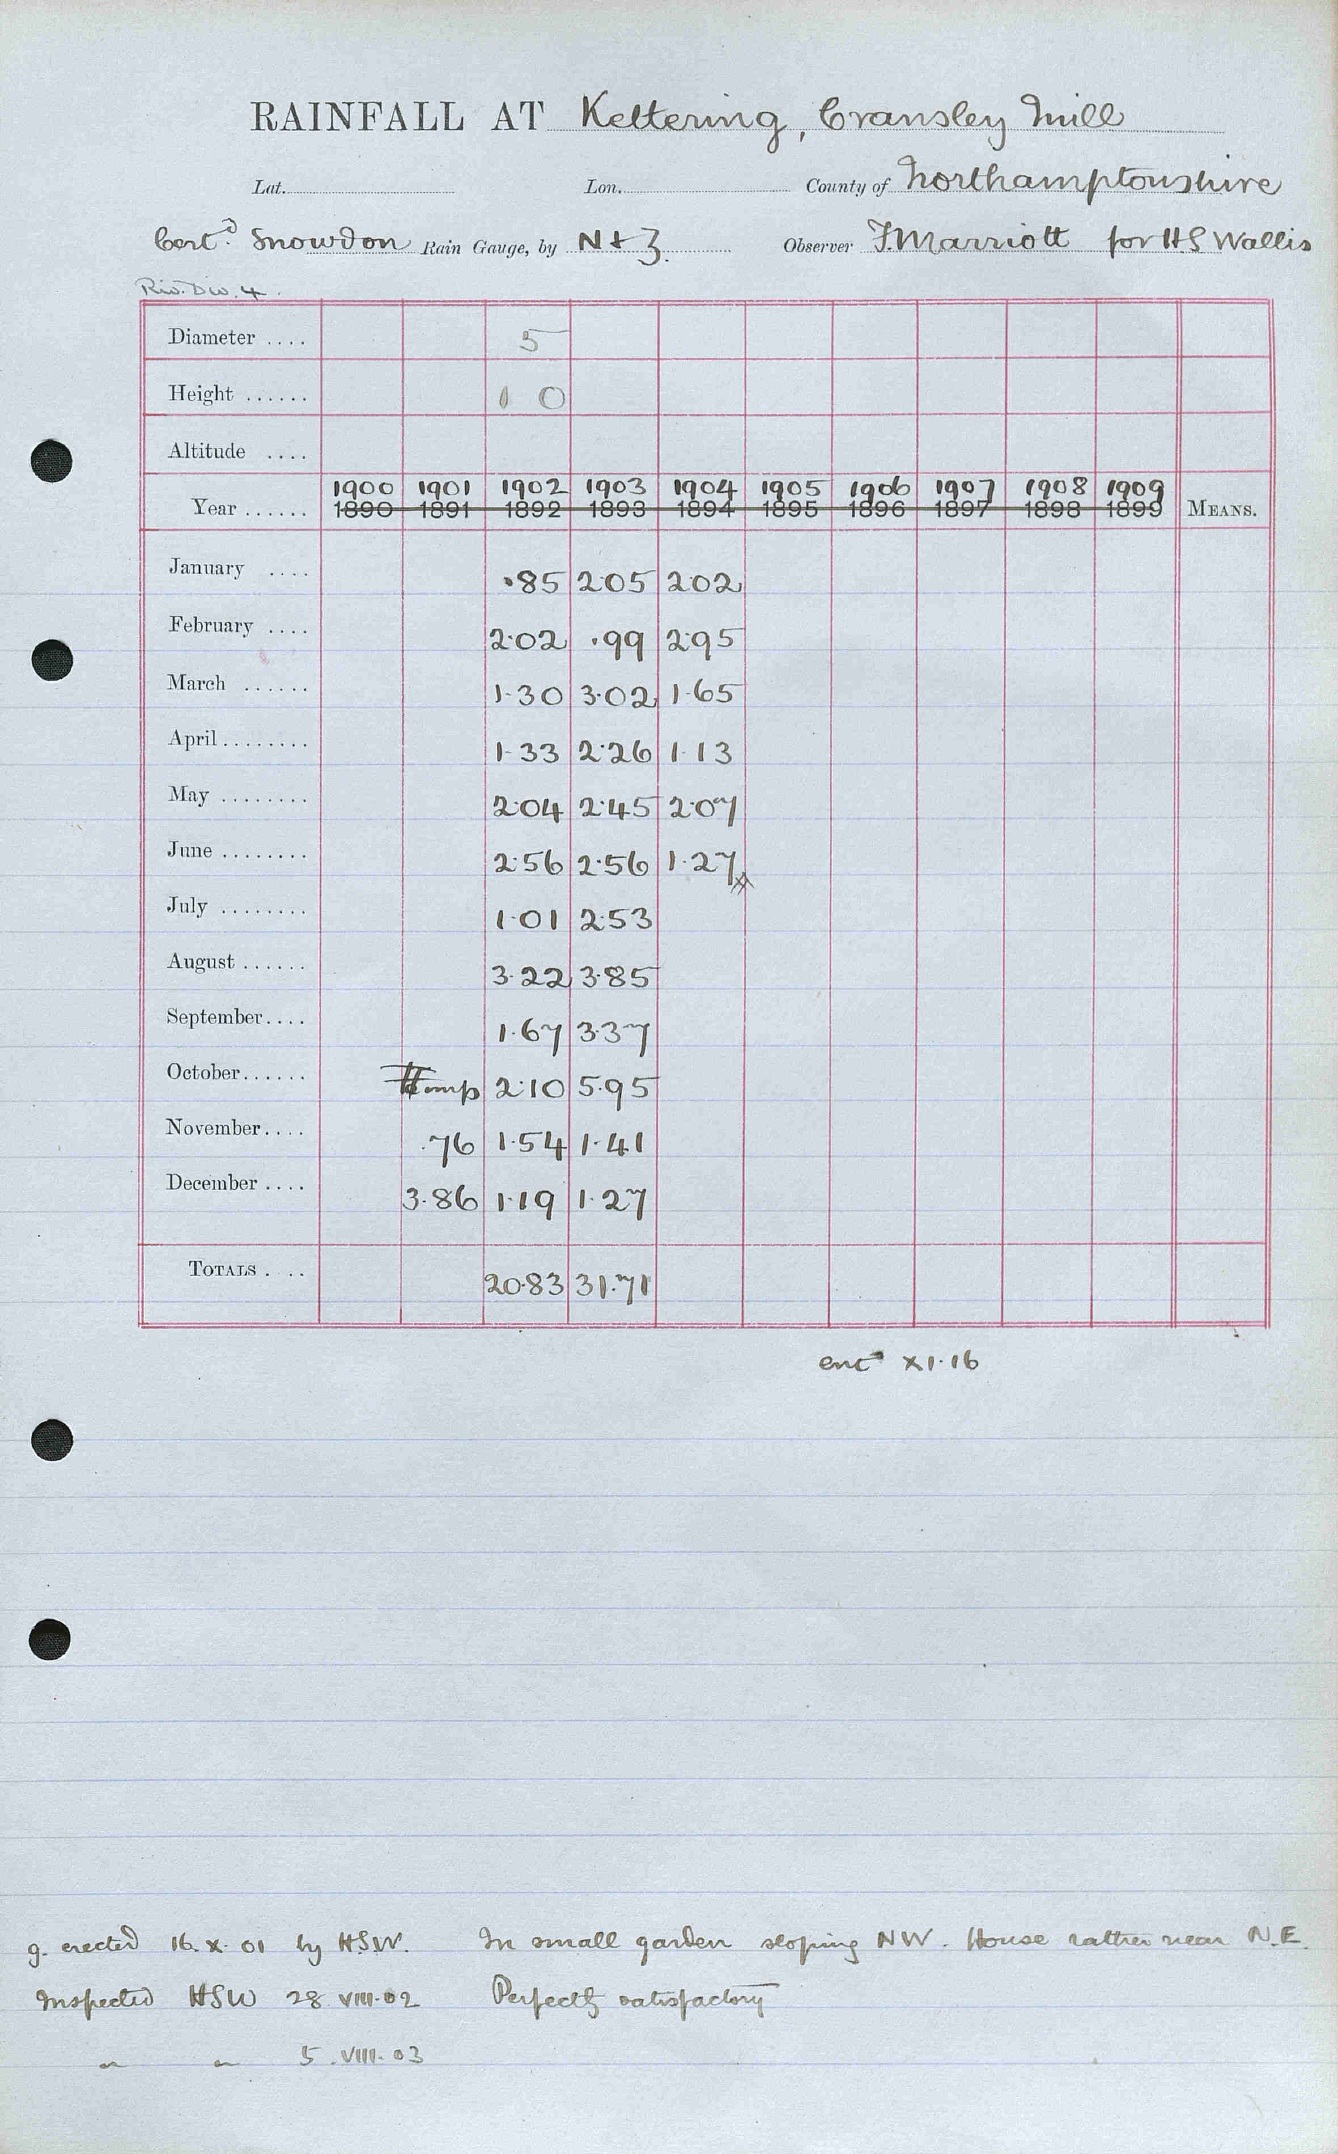 RAINFALL AT Kettering, Cransley Mill
Lat. Lon. County of Northamptonshire
Cert.d Snowdon Rain Gauge, by N & Z. Observer J. Marriott for H.S Wallis
Riv. Div. 4.
Diameter .... 5
Height ...... 1 0
Altitude ....
1900 1901 1902 1903 1904 1905 1906 1907 1908 1909
Year ...... 1890 1891 1892 1893 1894 1895 1896 1897 1898 1899 MEANS.
January .... .85 2.05 2.02
February .... 2.02 .99 2.95
March ...... 1.30 3.02 1.65
April ........ 1.33 2.26 1.13
May ........ 2.04 2.45 2.07
June ........ 2.56 2.56 1.27
July ........ 1.01 2.53
August ...... 3.22 3.85
September.... 1.67 3.37
October...... 2.10 5.95
November.... .76 1.54 1.41
December .... 3.86 1.19 1.27
TOTALS .... 20.83 31.71
entd XI.16
g. erected 16. X. 01 by H.S.W. In small garden sloping NW. House rather near N.E.
Inspected HSW 28 VIII.02 Perfectly satisfactory
" " 5. VIII.03